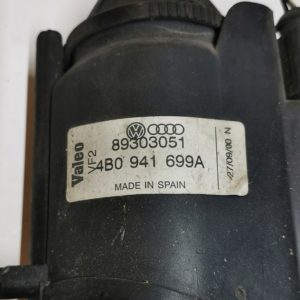 Valeo
VF2
89303051
4B0 941 699A
MADE IN SPAIN
27/09/00 N